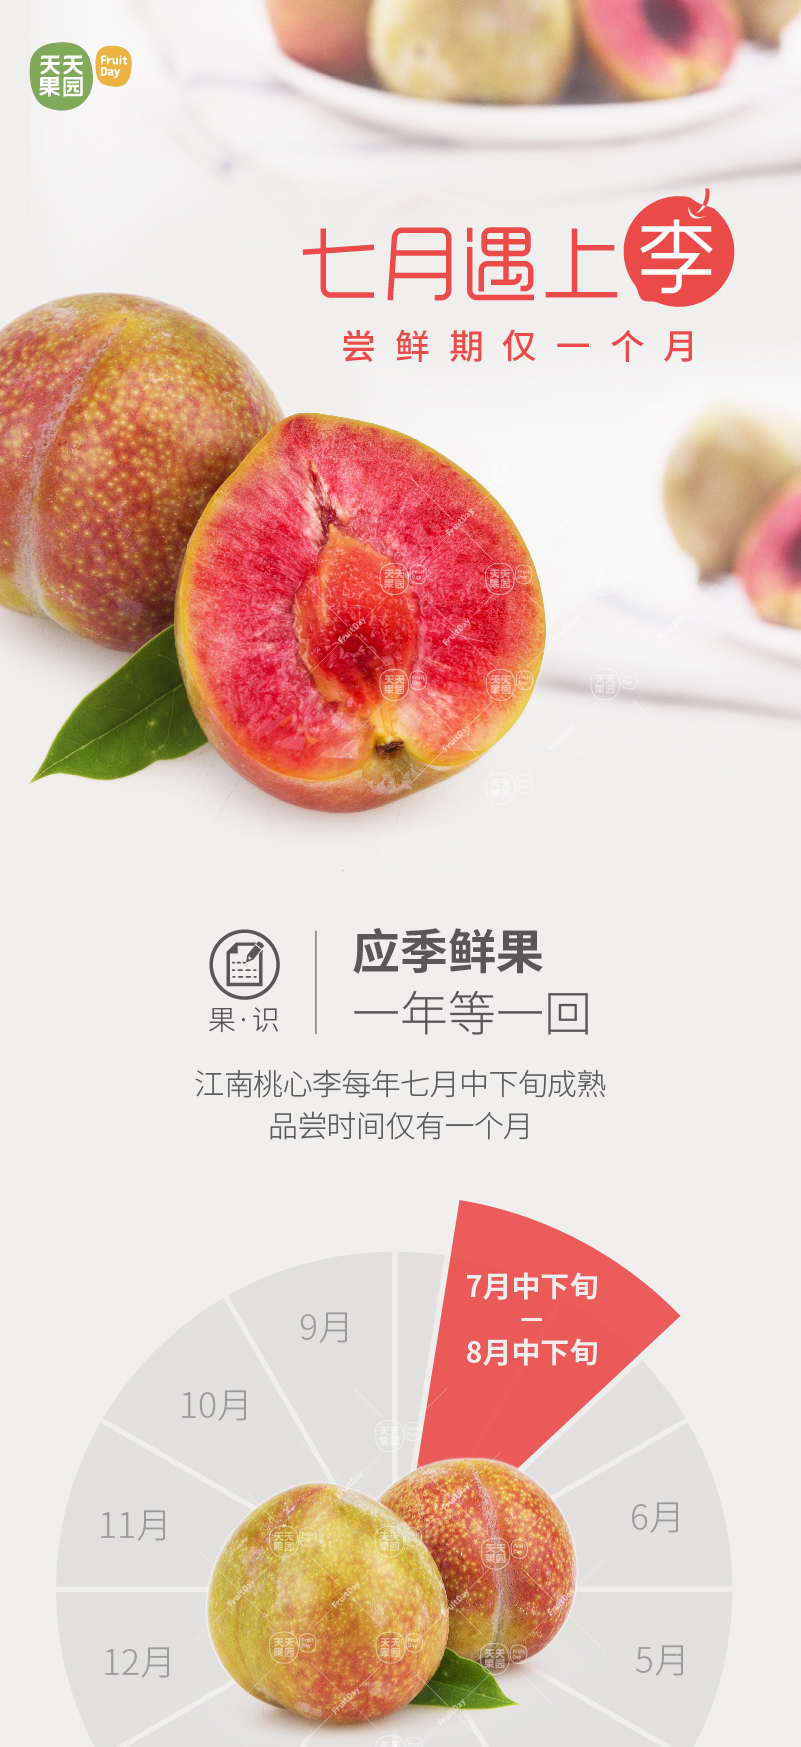 天天
果园
Fruit
Day
七月遇上李
尝鲜期仅一个月
果·识
应季鲜果
一年等一回
江南桃心李每年七月中下旬成熟
品尝时间仅有一个月
7月中下旬
—
8月中下旬
9月
10月
11月
6月
12月
5月